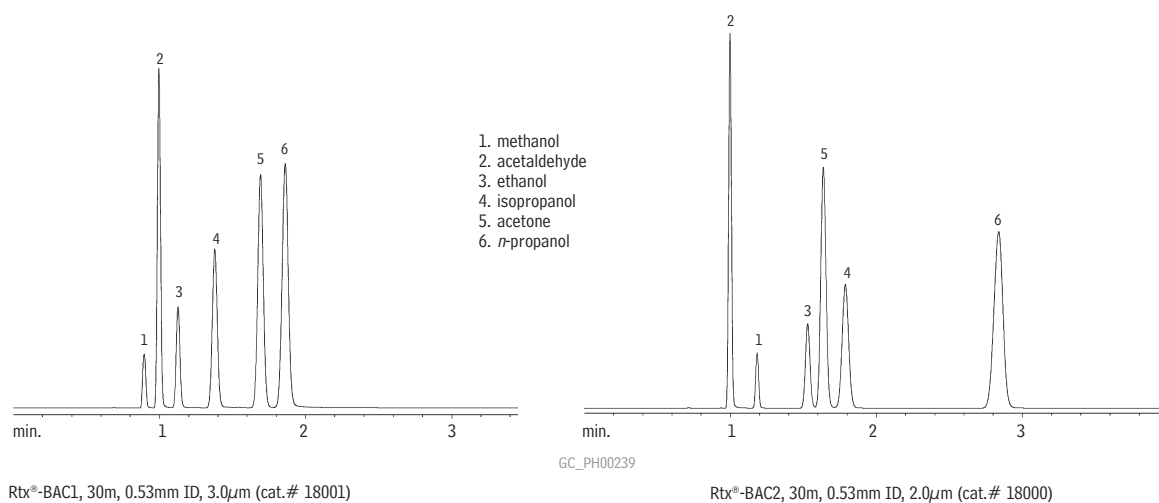 2
1
3
4
5
6
min.
1
2
3
Rtx®-BAC1, 30m, 0.53mm ID, 3.0µm (cat.# 18001)
1. methanol
2. acetaldehyde
3. ethanol
4. isopropanol
5. acetone
6. n-propanol
2
1
3
5
4
6
min.
1
2
3
GC_PH00239
Rtx®-BAC2, 30m, 0.53mm ID, 2.0µm (cat.# 18000)